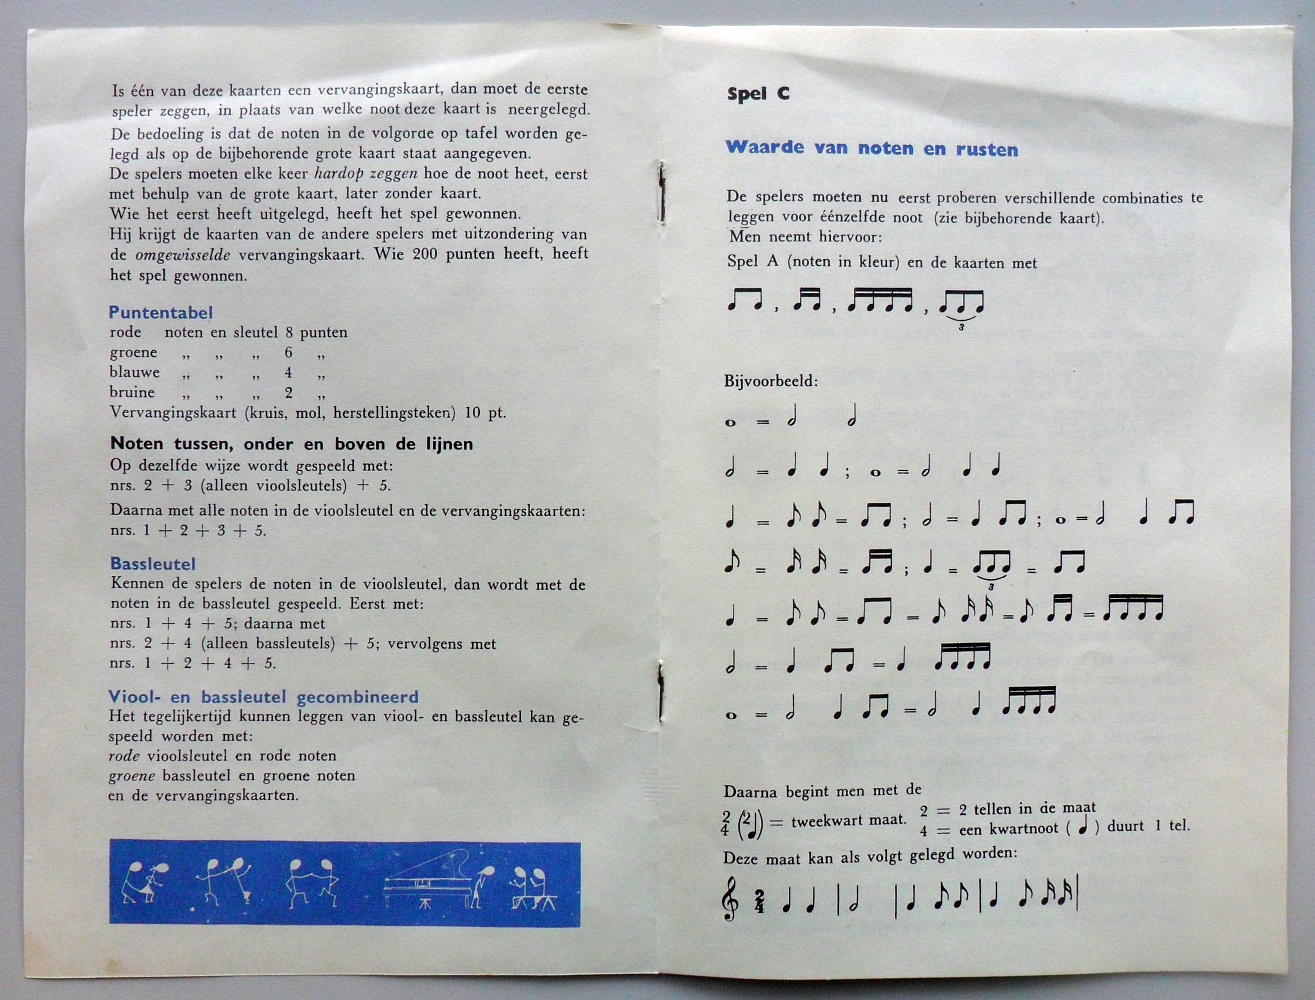 Is één van deze kaarten een vervangingskaart, dan moet de eerste
speler zeggen, in plaats van welke noot deze kaart is neergelegd.
De bedoeling is dat de noten in de volgorde op tafel worden ge-
legd als op de bijbehorende grote kaart staat aangegeven.
De spelers moeten elke keer hardop zeggen hoe de noot heet, eerst
met behulp van de grote kaart, later zonder kaart.
Wie het eerst heeft uitgelegd, heeft het spel gewonnen.
Hij krijgt de kaarten van de andere spelers met uitzondering van
de omgewisselde vervangingskaart. Wie 200 punten heeft, heeft
het spel gewonnen.
Puntentabel
rode noten en sleutel 8 punten
groene ,, ,, ,, 6 ,,
blauwe ,, ,, ,, 4 ,,
bruine ,, ,, ,, 2 ,,
Vervangingskaart (kruis, mol, herstellingsteken) 10 pt.
Noten tussen, onder en boven de lijnen
Op dezelfde wijze wordt gespeeld met:
nrs. 2 + 3 (alleen vioolsleutels) + 5.
Daarna met alle noten in de vioolsleutel en de vervangingskaarten:
nrs. 1 + 2 + 3 + 5.
Bassleutel
Kennen de spelers de noten in de vioolsleutel, dan wordt met de
noten in de bassleutel gespeeld. Eerst met:
nrs. 1 + 4 + 5; daarna met
nrs. 2 + 4 (alleen bassleutels) + 5; vervolgens met
nrs. 1 + 2 + 4 + 5.
Viool- en bassleutel gecombineerd
Het tegelijkertijd kunnen leggen van viool- en bassleutel kan ge-
speeld worden met:
rode vioolsleutel en rode noten
groene bassleutel en groene noten
en de vervangingskaarten.
Spel C
Waarde van noten en rusten
De spelers moeten nu eerst proberen verschillende combinaties te
leggen voor éénzelfde noot (zie bijbehorende kaart).
Men neemt hiervoor:
Spel A (noten in kleur) en de kaarten met
3
Bijvoorbeeld:
3
Daarna begint men met de
2/4 (2) = tweekwart maat. 2 = 2 tellen in de maat
4 = een kwartnoot ( ♩ ) duurt 1 tel.
Deze maat kan als volgt gelegd worden:
2/4